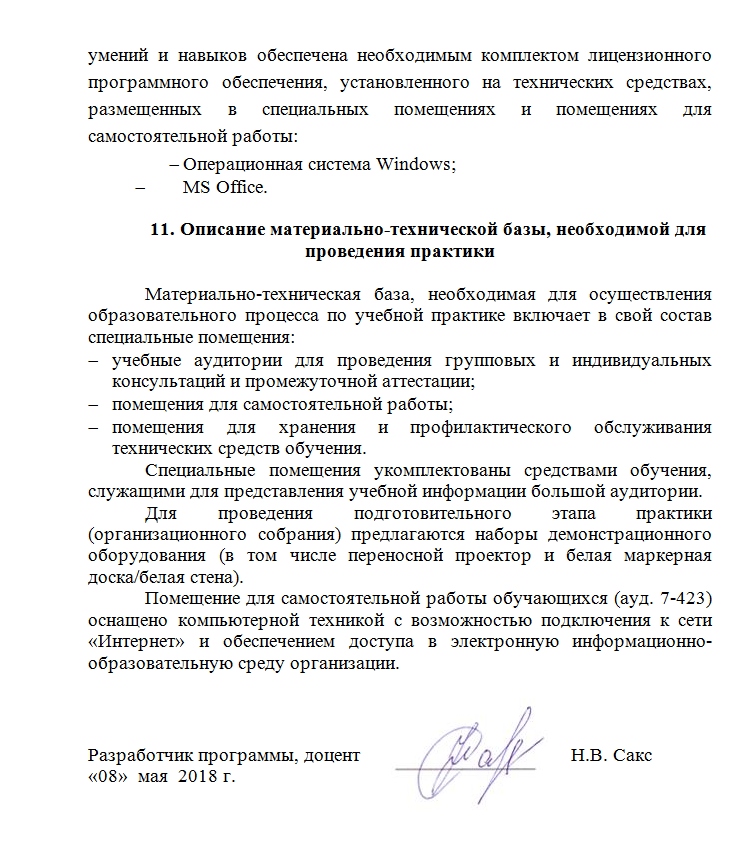 умений и навыков обеспечена необходимым комплектом лицензионного
программного обеспечения, установленного на технических средствах,
размещенных в специальных помещениях и помещениях для
самостоятельной работы:
– Операционная система Windows;
– MS Office.
11. Описание материально-технической базы, необходимой для
проведения практики
Материально-техническая база, необходимая для осуществления
образовательного процесса по учебной практике включает в свой состав
специальные помещения:
– учебные аудитории для проведения групповых и индивидуальных
консультаций и промежуточной аттестации;
– помещения для самостоятельной работы;
– помещения для хранения и профилактического обслуживания
технических средств обучения.
Специальные помещения укомплектованы средствами обучения,
служащими для представления учебной информации большой аудитории.
Для проведения подготовительного этапа практики
(организационного собрания) предлагаются наборы демонстрационного
оборудования (в том числе переносной проектор и белая маркерная
доска/белая стена).
Помещение для самостоятельной работы обучающихся (ауд. 7-423)
оснащено компьютерной техникой с возможностью подключения к сети
«Интернет» и обеспечением доступа в электронную информационно-
образовательную среду организации.
Разработчик программы, доцент Н.В. Сакс
«08» мая 2018 г.